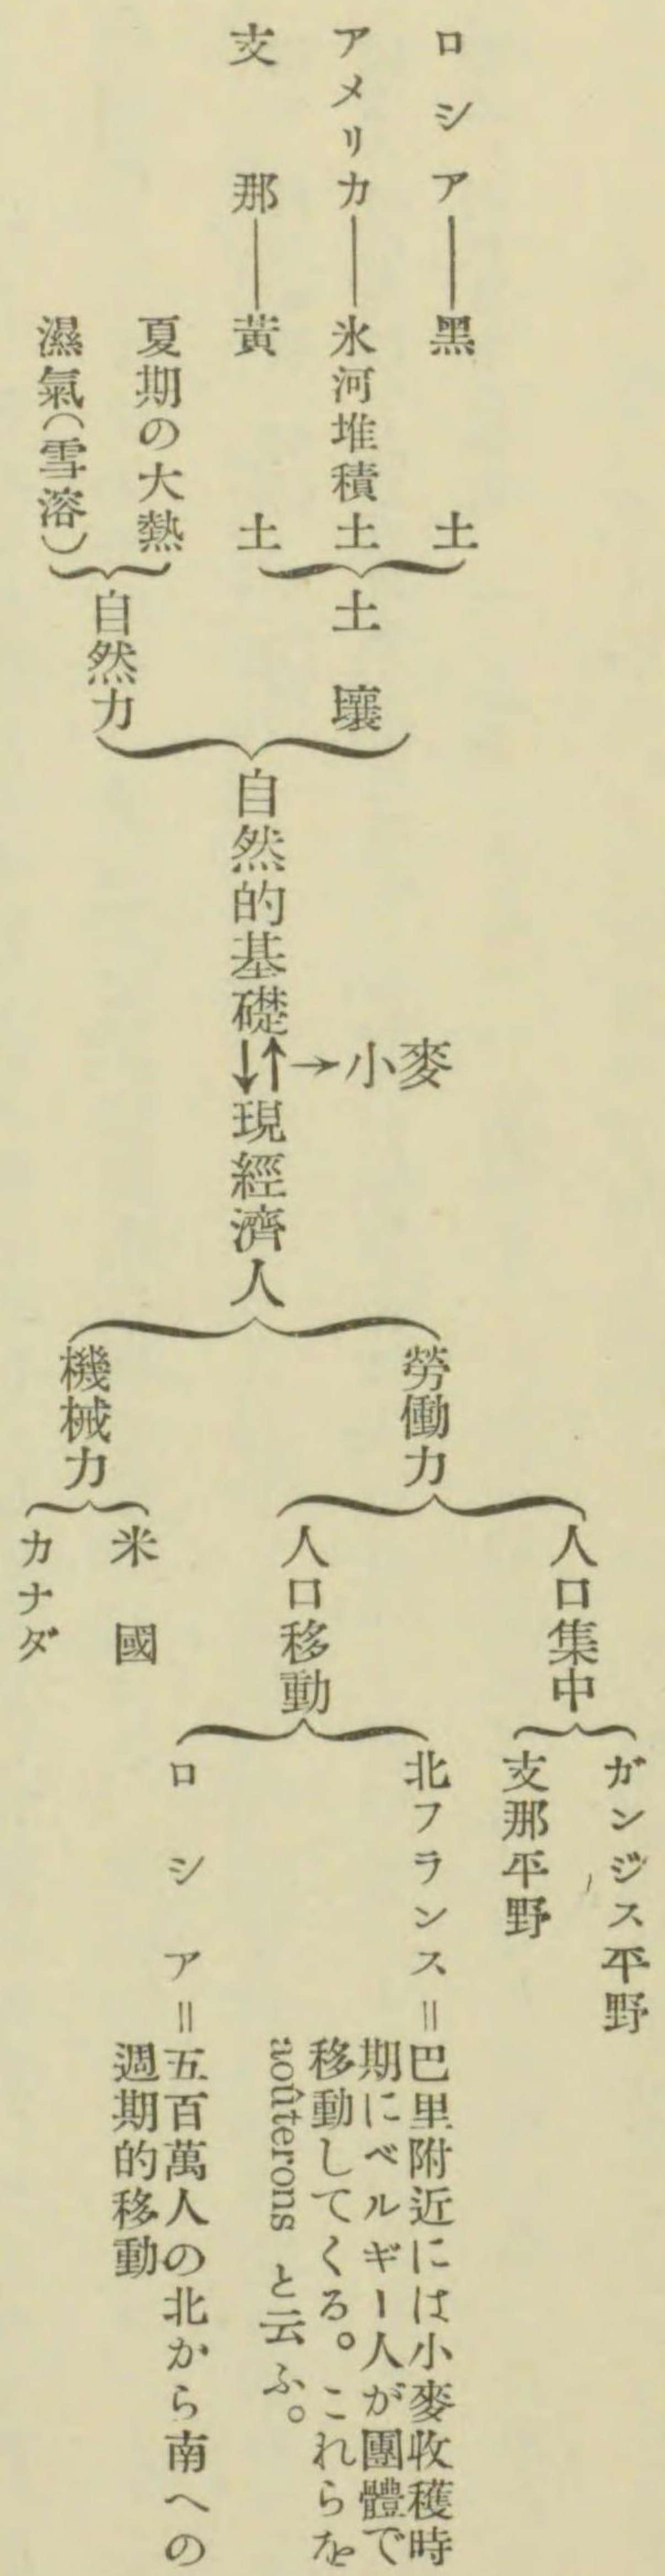 ロシア──黑土
アメリカ──氷河堆積土
支那──黃土
土壤
夏期の大熱
濕氣(雪溶)
自然力
自然的基礎
↓↑→小麥
現經濟人
勞働力
人口集中
ガンジス平野
支那平野
人口移動
北フランス=巴里附近には小麥收穫時
期にベルギー人が團體で
移動してくる。これらを
aoûterons と云ふ。
ロシア=五百萬人の北から南への
週期的移動
機械力
米國
カナダ